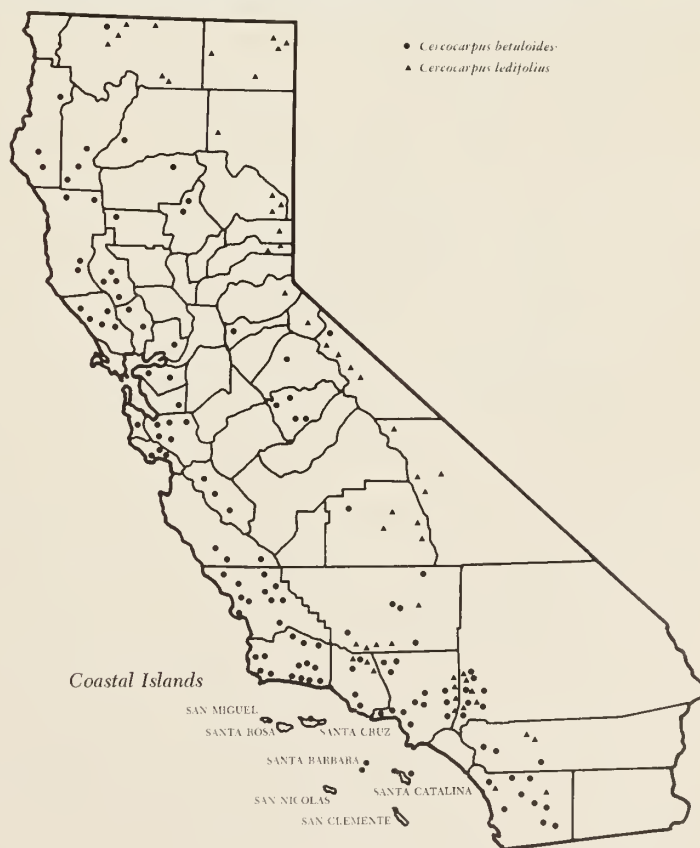 Cercocarpus betuloides
Cercocarpus ledifolius
Coastal Islands
SAN MIGUEL
SANTA ROSA
SANTA CRUZ
SANTA BARBARA
SANTA CATALINA
SAN NICOLAS
SAN CLEMENTE